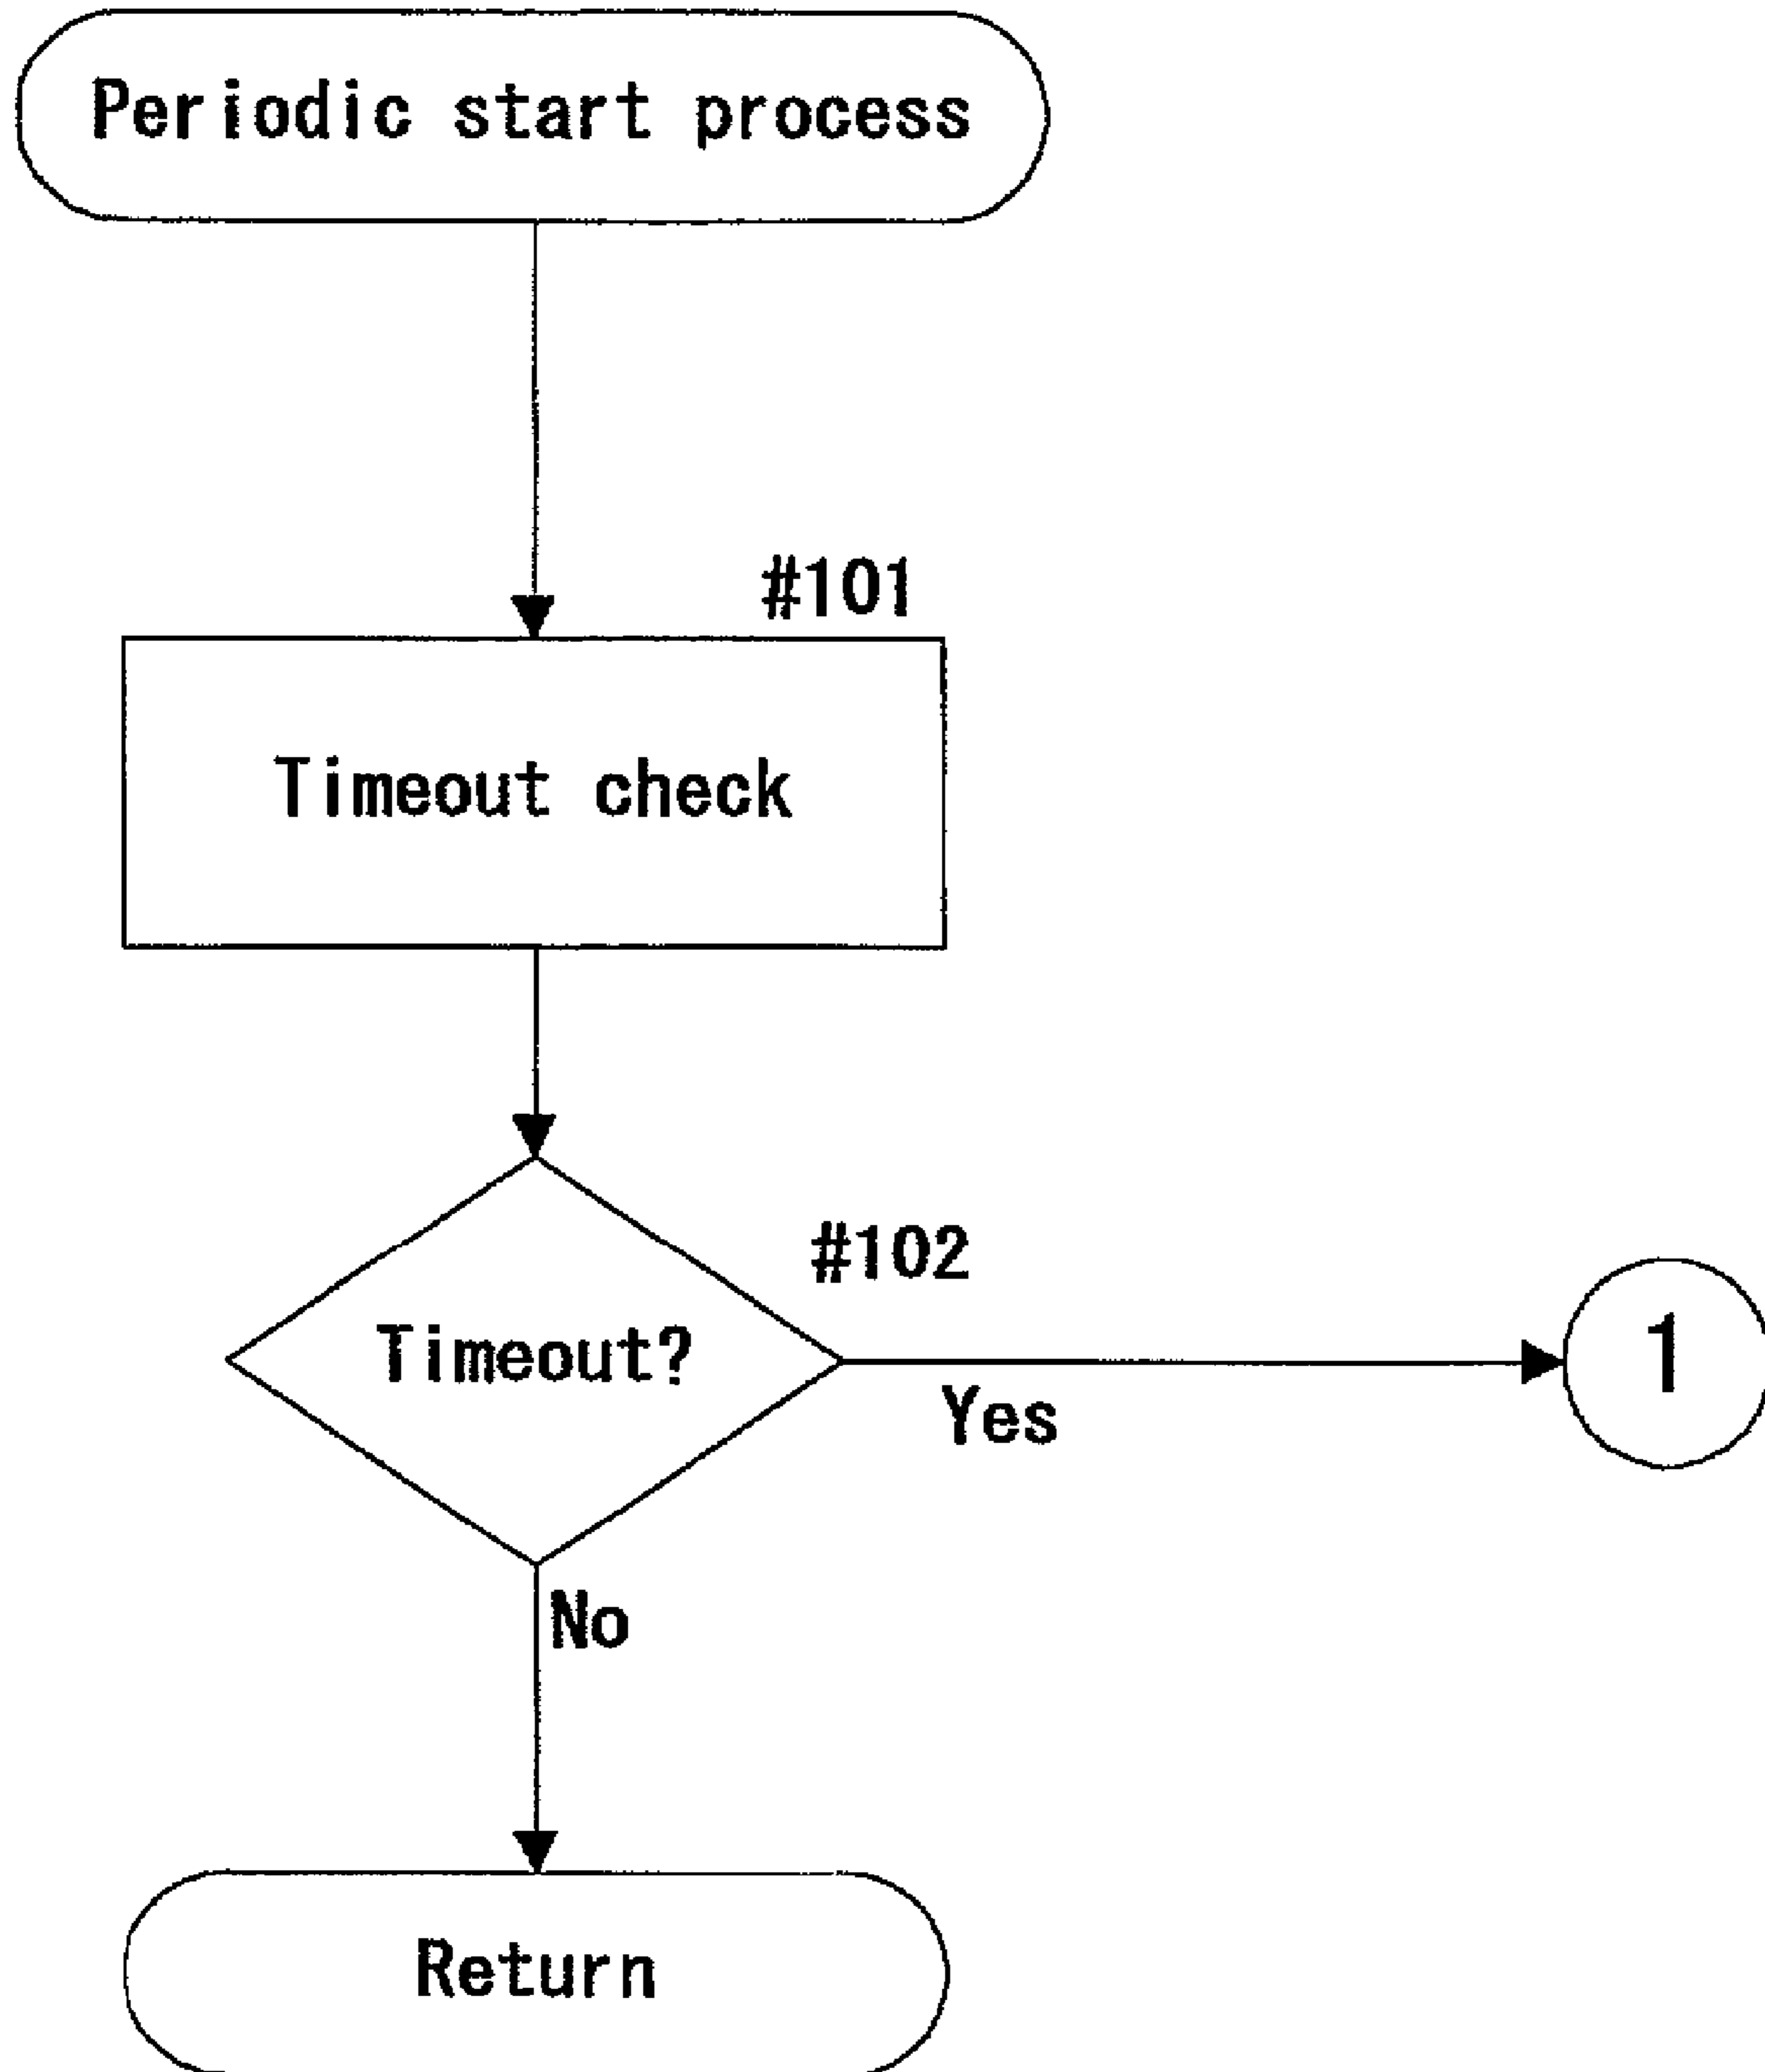 Periodic start process
#101
Timeout check
#102
Timeout?
1
Yes
No
Return